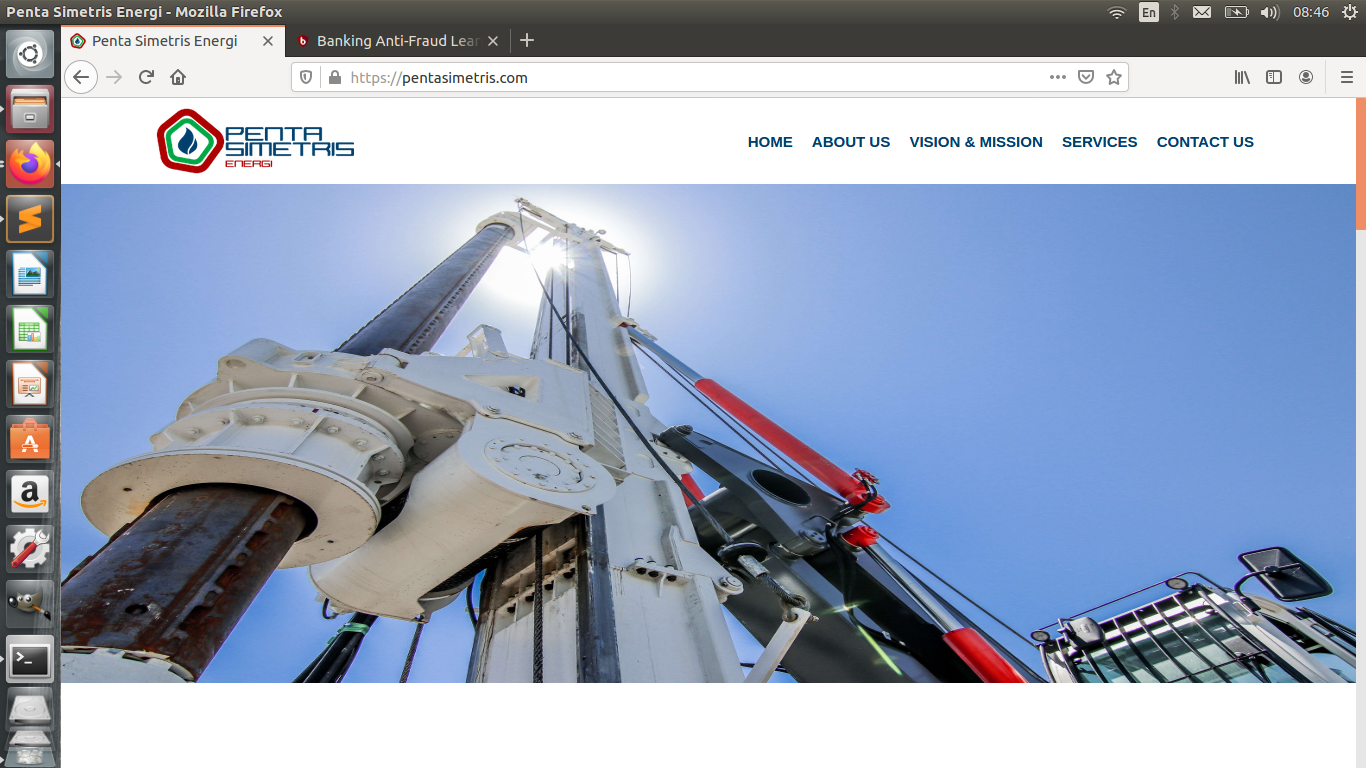 Penta Simetris Energi - Mozilla Firefox
En
08:46
Penta Simetris Energi
Banking Anti-Fraud Lear
https://pentasimetris.com
PENTA
SIMETRIS
ENERGI
HOME ABOUT US VISION & MISSION SERVICES CONTACT US